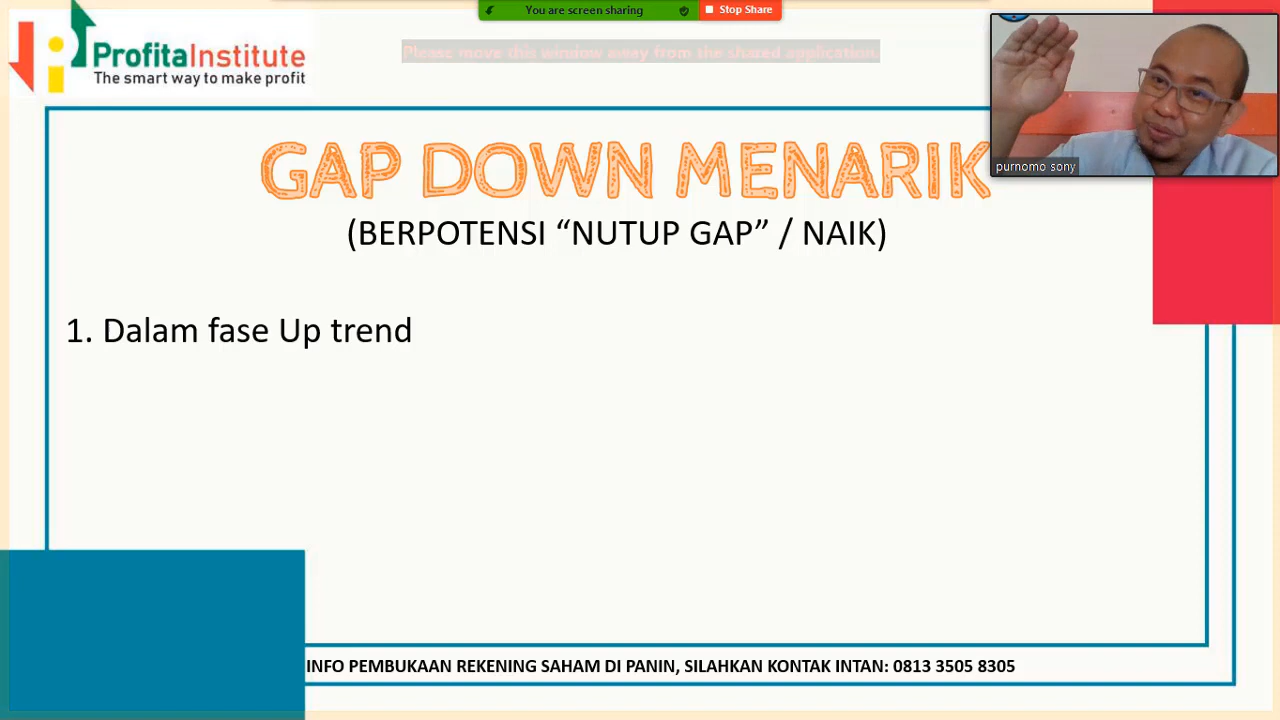 You are screen sharing
Stop Share
Please move this window away from the shared application.
ProfitaInstitute
The smart way to make profit
purnomo sony
GAP DOWN MENARIK
(BERPOTENSI “NUTUP GAP” / NAIK)
1. Dalam fase Up trend
INFO PEMBUKAAN REKENING SAHAM DI PANIN, SILAHKAN KONTAK INTAN: 0813 3505 8305